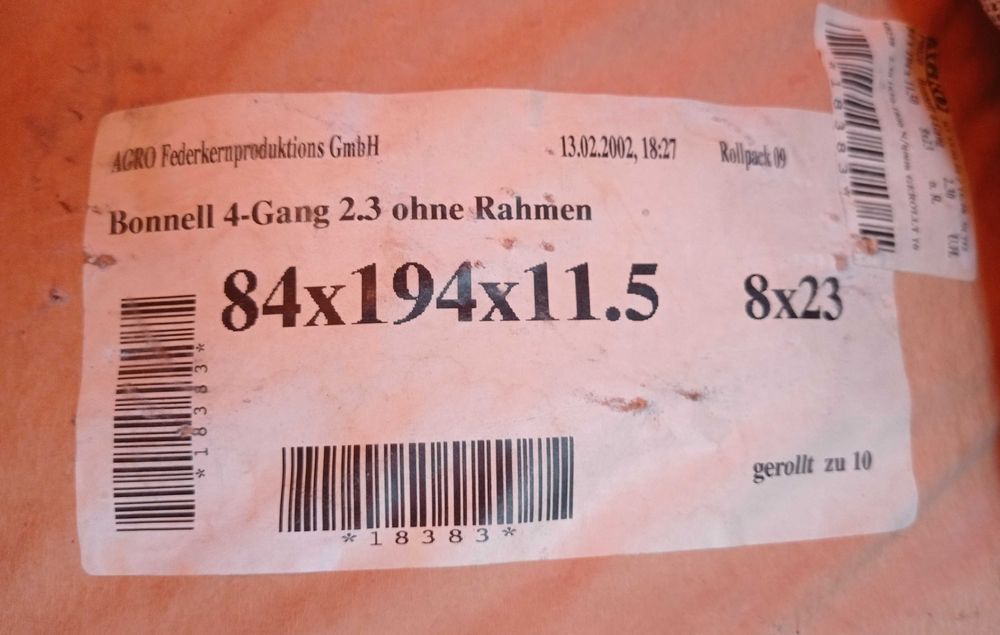 AGRO Federkernproduktions GmbH 13.02.2002, 18:27 Rollpack 09
Bonnell 4-Gang 2.3 ohne Rahmen
84x194x11.5 8x23
*18383*
*18383*
gerollt zu 10
*18383*